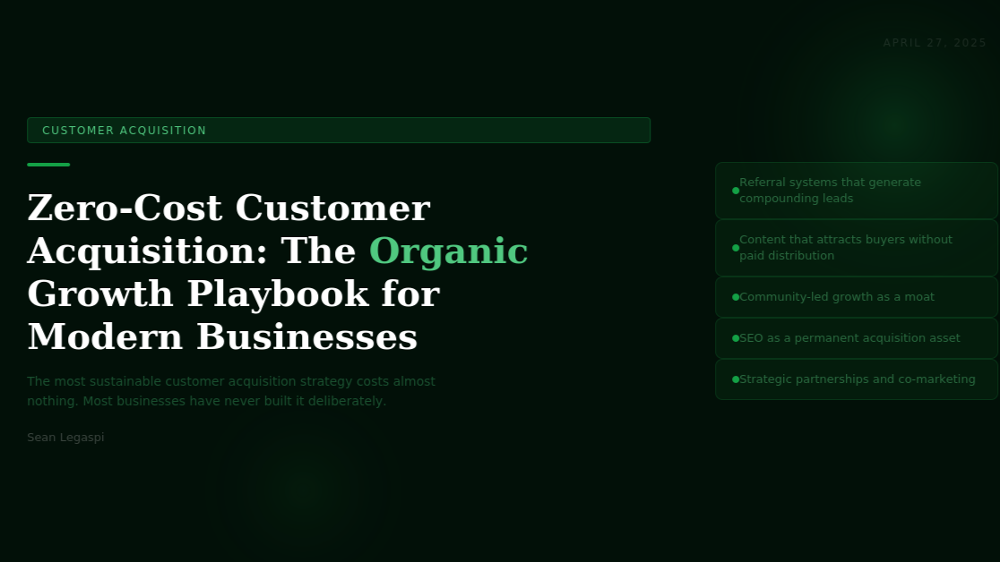 APRIL 27, 2025
CUSTOMER ACQUISITION
Zero-Cost Customer
Acquisition: The Organic
Growth Playbook for
Modern Businesses
The most sustainable customer acquisition strategy costs almost
nothing. Most businesses have never built it deliberately.
Sean Legaspi
Referral systems that generate
compounding leads
Content that attracts buyers without
paid distribution
Community-led growth as a moat
SEO as a permanent acquisition asset
Strategic partnerships and co-marketing